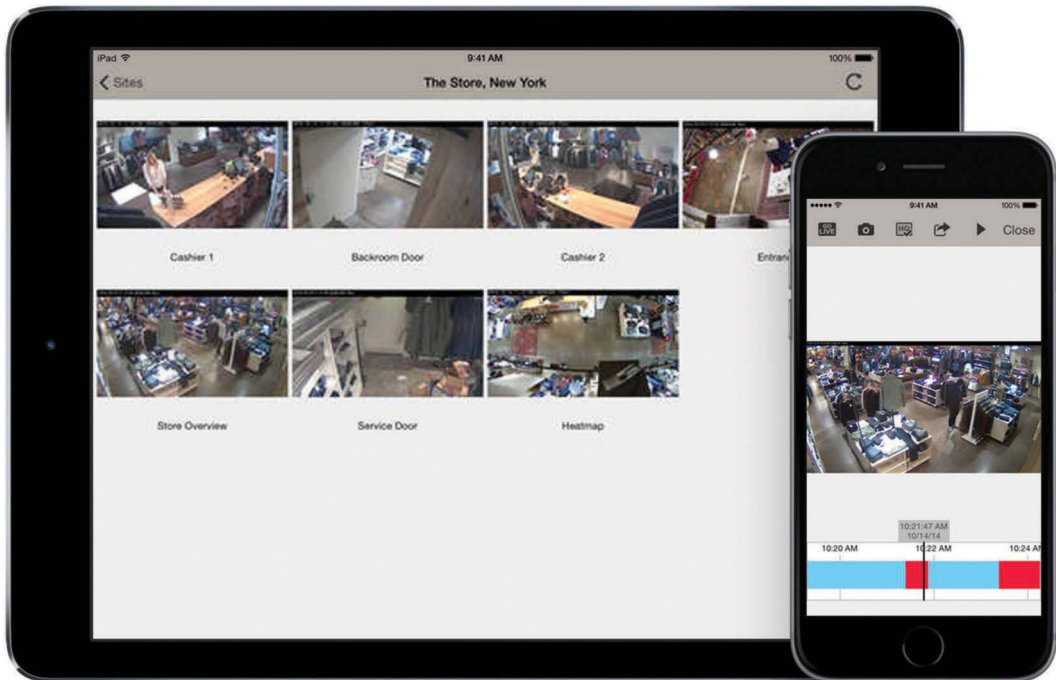 iPad 9:41 AM 100%
Sites The Store, New York
Cashier 1 Backroom Door Cashier 2
Store Overview Service Door Heatmap
9:41 AM 100%
GO LIVE HQ Close
10:21:47 AM
10/14/14
10:20 AM 10:22 AM 10:24